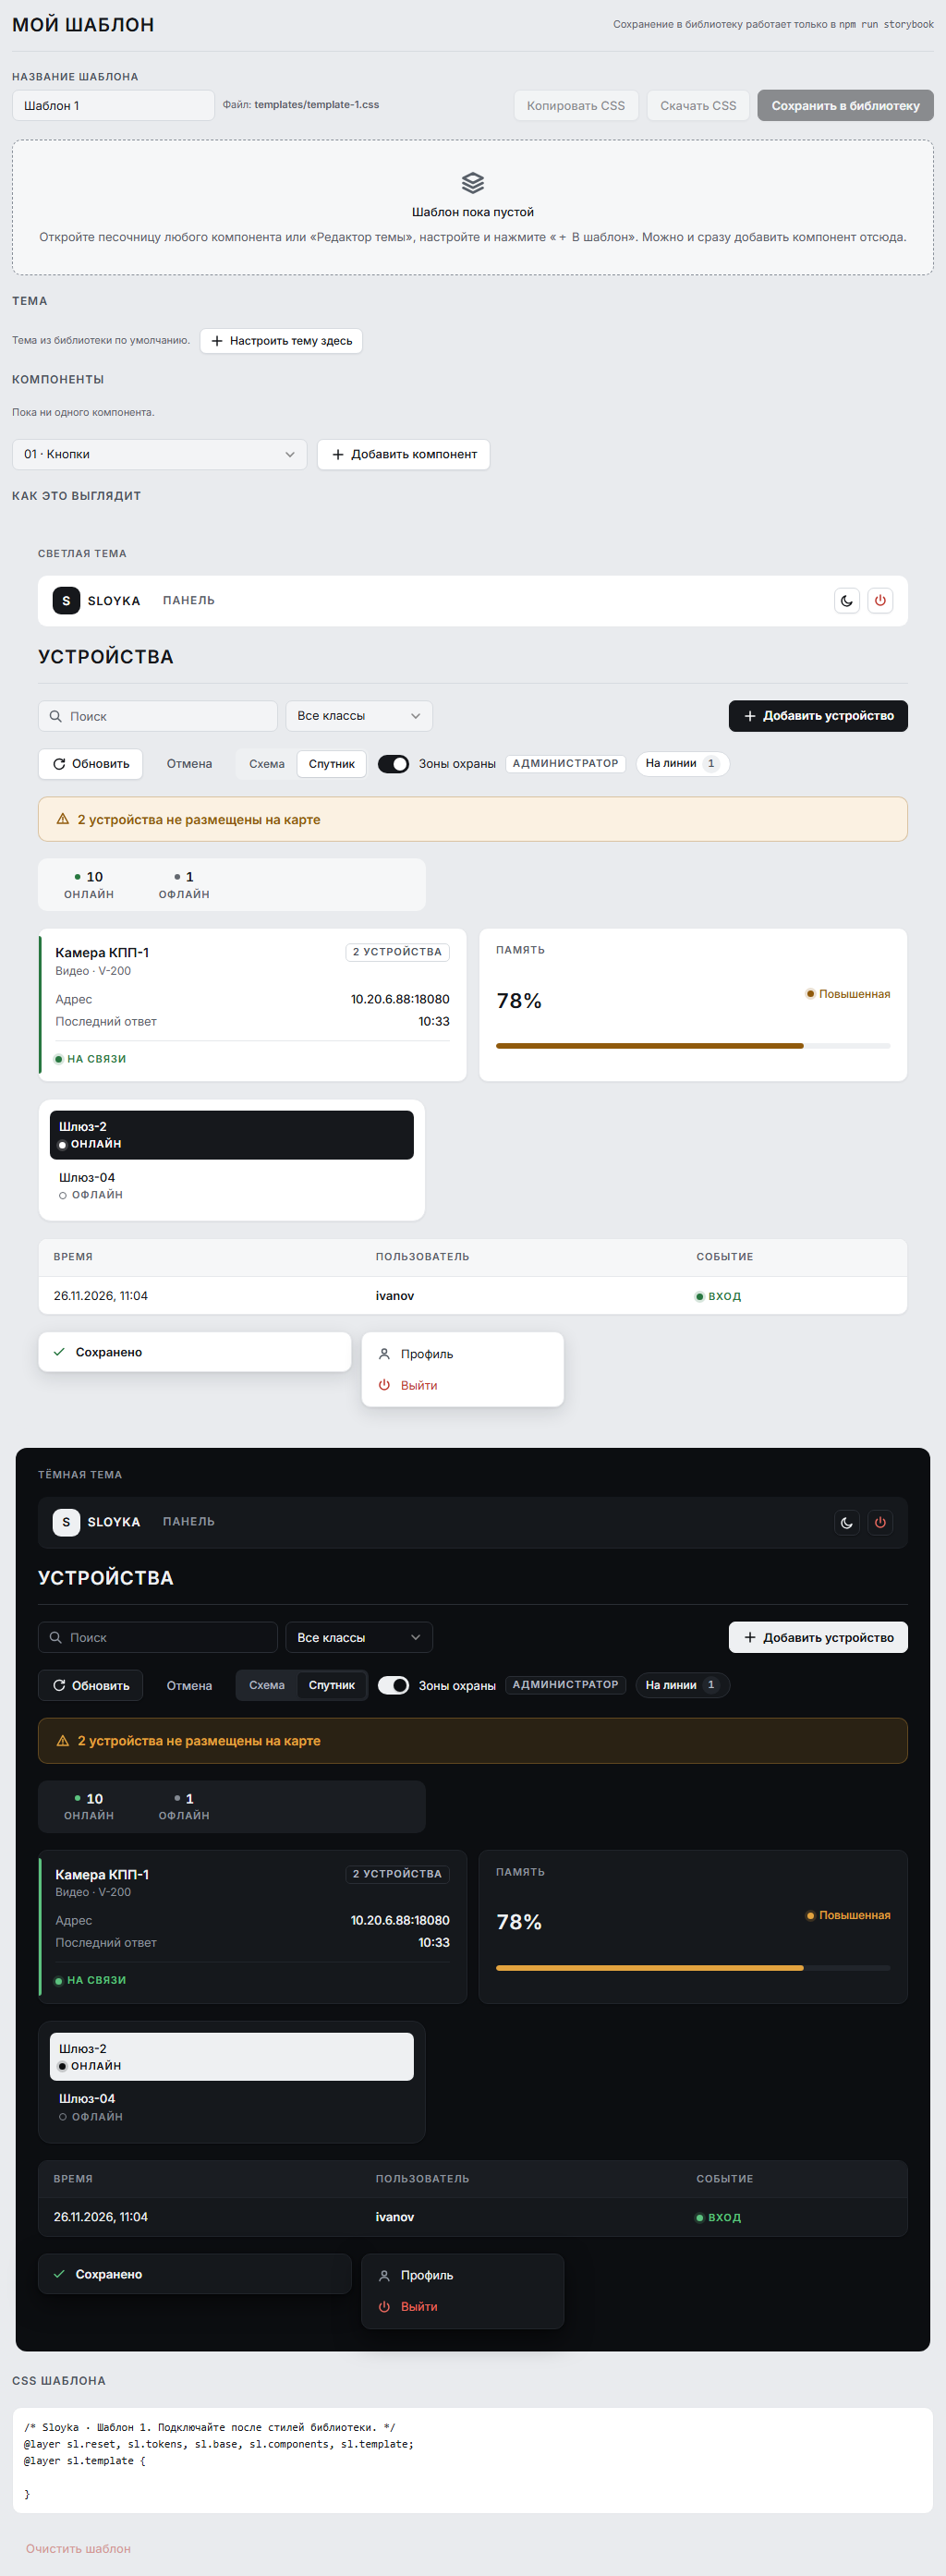 МОЙ ШАБЛОН
Сохранение в библиотеку работает только в npm run storybook
НАЗВАНИЕ ШАБЛОНА
Шаблон 1
Файл: templates/template-1.css
Копировать CSS
Скачать CSS
Сохранить в библиотеку
Шаблон пока пустой
Откройте песочницу любого компонента или «Редактор темы», настройте и нажмите «＋ В шаблон». Можно и сразу добавить компонент отсюда.
ТЕМА
Тема из библиотеки по умолчанию.
Настроить тему здесь
КОМПОНЕНТЫ
Пока ни одного компонента.
01 · Кнопки
Добавить компонент
КАК ЭТО ВЫГЛЯДИТ
СВЕТЛАЯ ТЕМА
S SLOYKA ПАНЕЛЬ
УСТРОЙСТВА
Поиск
Все классы
Добавить устройство
Обновить
Отмена
Схема
Спутник
Зоны охраны
АДМИНИСТРАТОР
На линии 1
2 устройства не размещены на карте
10
ОНЛАЙН
1
ОФЛАЙН
Камера КПП-1
2 УСТРОЙСТВА
Видео · V-200
Адрес 10.20.6.88:18080
Последний ответ 10:33
НА СВЯЗИ
ПАМЯТЬ
78%
Повышенная
Шлюз-2
ОНЛАЙН
Шлюз-04
ОФЛАЙН
ВРЕМЯ ПОЛЬЗОВАТЕЛЬ СОБЫТИЕ
26.11.2026, 11:04 ivanov ВХОД
Сохранено
Профиль
Выйти
ТЁМНАЯ ТЕМА
S SLOYKA ПАНЕЛЬ
УСТРОЙСТВА
Поиск
Все классы
Добавить устройство
Обновить
Отмена
Схема
Спутник
Зоны охраны
АДМИНИСТРАТОР
На линии 1
2 устройства не размещены на карте
10
ОНЛАЙН
1
ОФЛАЙН
Камера КПП-1
2 УСТРОЙСТВА
Видео · V-200
Адрес 10.20.6.88:18080
Последний ответ 10:33
НА СВЯЗИ
ПАМЯТЬ
78%
Повышенная
Шлюз-2
ОНЛАЙН
Шлюз-04
ОФЛАЙН
ВРЕМЯ ПОЛЬЗОВАТЕЛЬ СОБЫТИЕ
26.11.2026, 11:04 ivanov ВХОД
Сохранено
Профиль
Выйти
CSS ШАБЛОНА
/* Sloyka · Шаблон 1. Подключайте после стилей библиотеки. */
@layer sl.reset, sl.tokens, sl.base, sl.components, sl.template;
@layer sl.template {
}
Очистить шаблон